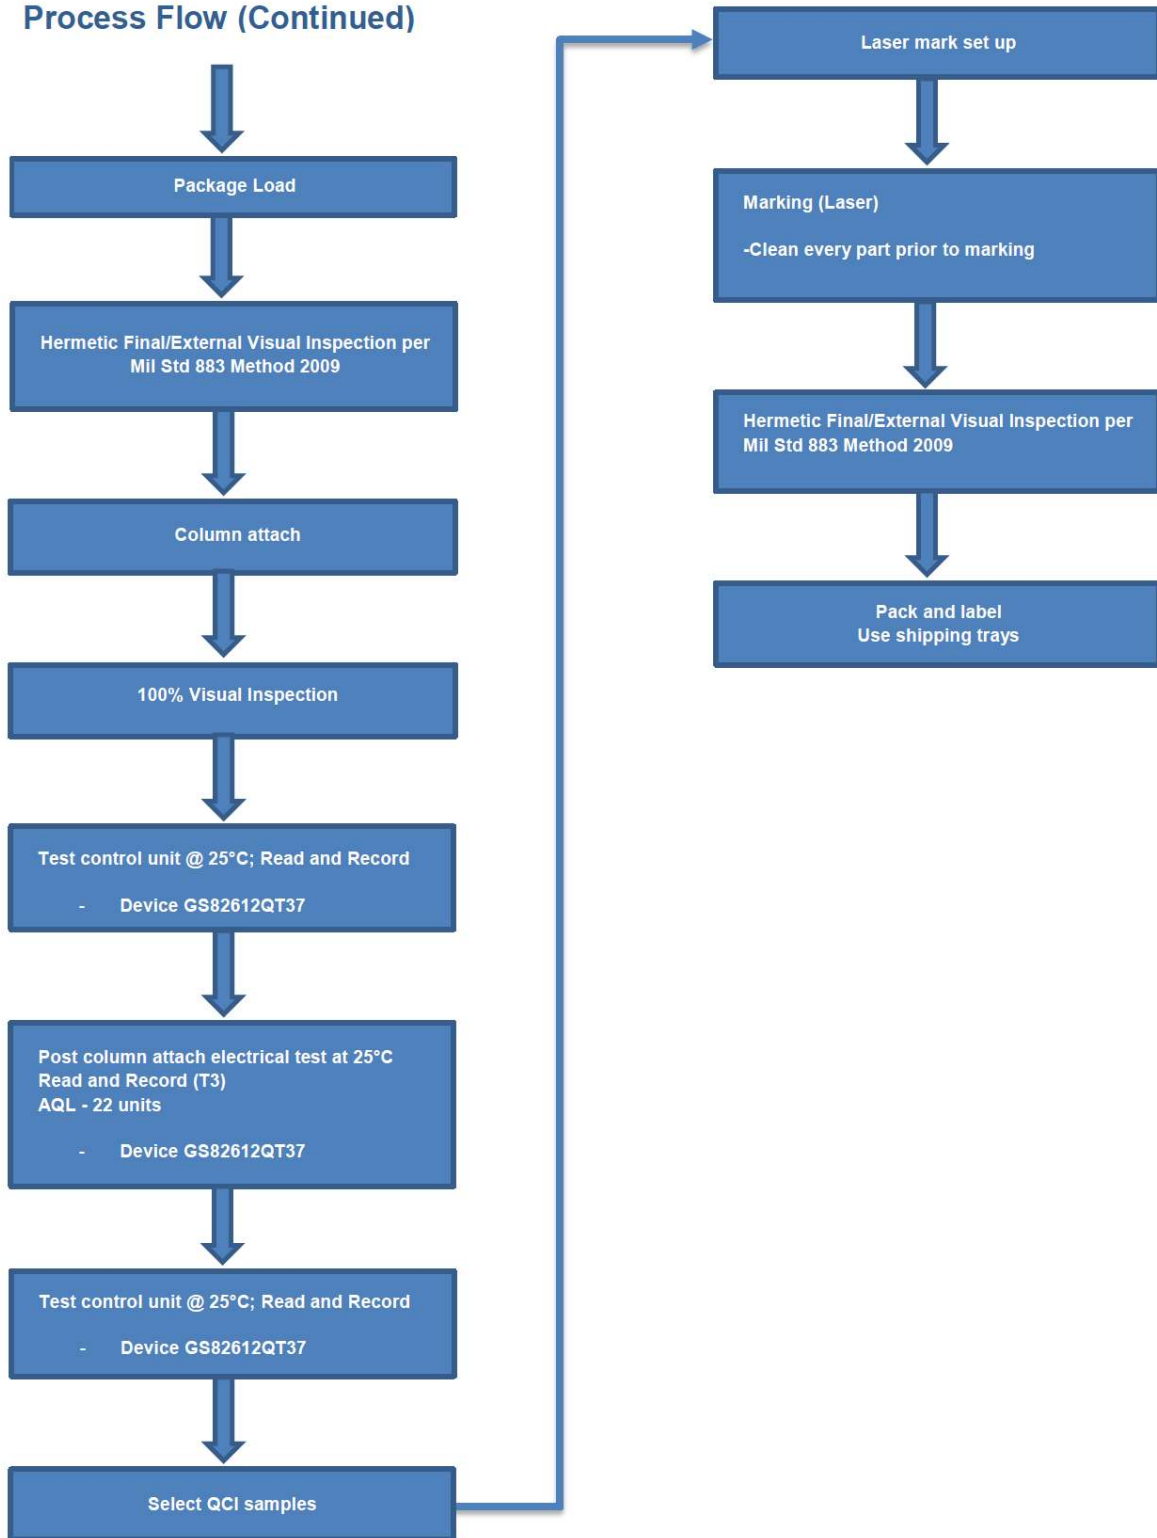 Process Flow (Continued)
Package Load
Hermetic Final/External Visual Inspection per
Mil Std 883 Method 2009
Column attach
100% Visual Inspection
Test control unit @ 25°C; Read and Record
- Device GS82612QT37
Post column attach electrical test at 25°C
Read and Record (T3)
AQL - 22 units
- Device GS82612QT37
Test control unit @ 25°C; Read and Record
- Device GS82612QT37
Select QCI samples
Laser mark set up
Marking (Laser)
-Clean every part prior to marking
Hermetic Final/External Visual Inspection per
Mil Std 883 Method 2009
Pack and label
Use shipping trays